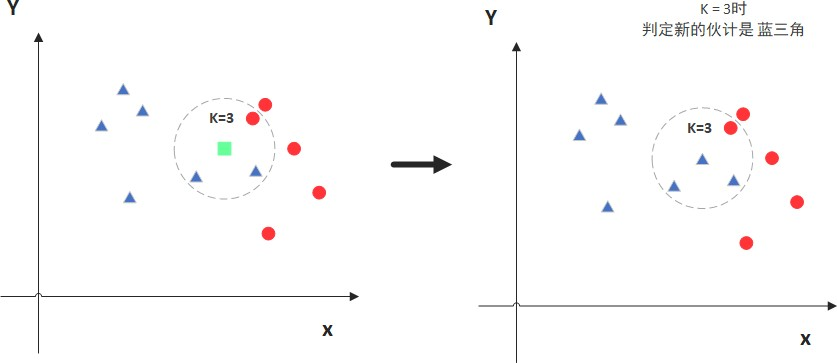 Y
K=3
x
K = 3时
判定新的伙计是 蓝三角
Y
K=3
x